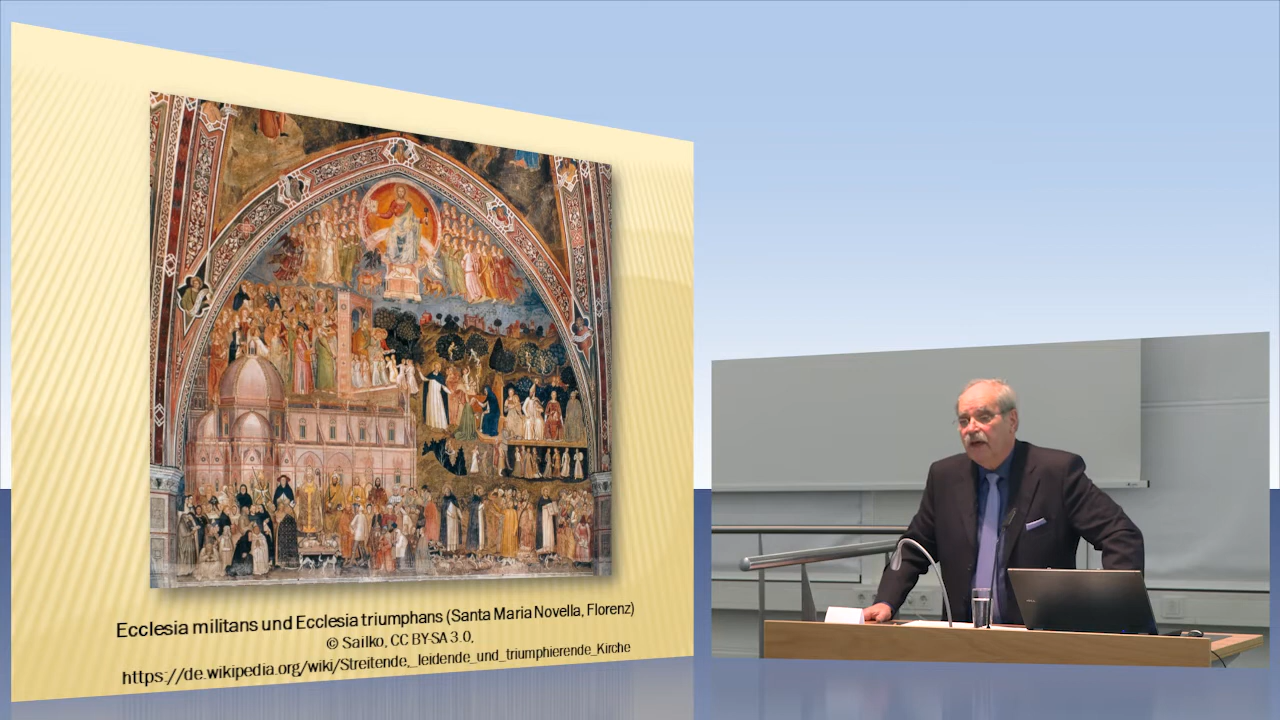 Ecclesia militans und Ecclesia triumphans (Santa Maria Novella, Florenz)
© Sailko, CC BY-SA 3.0,
https://de.wikipedia.org/wiki/Streitende,_leidende_und_triumphierende_Kirche